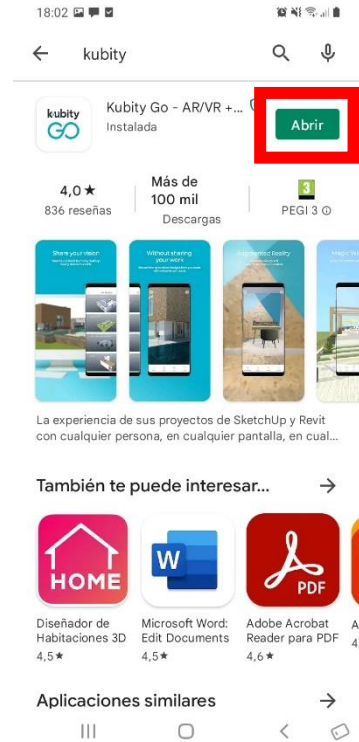 18:02
kubity
kubity
GO
Kubity Go - AR/VR +...
Instalada
Abrir
4,0 ★
836 reseñas
Más de
100 mil
Descargas
3
PEGI 3
Share your vision
Without sharing
your work
Augmented Reality
La experiencia de sus proyectos de SketchUp y Revit
con cualquier persona, en cualquier pantalla, en cual...
También te puede interesar...
HOME
W
PDF
Diseñador de
Habitaciones 3D
4,5★
Microsoft Word:
Edit Documents
4,5★
Adobe Acrobat
Reader para PDF
4,6★
A
4
Aplicaciones similares